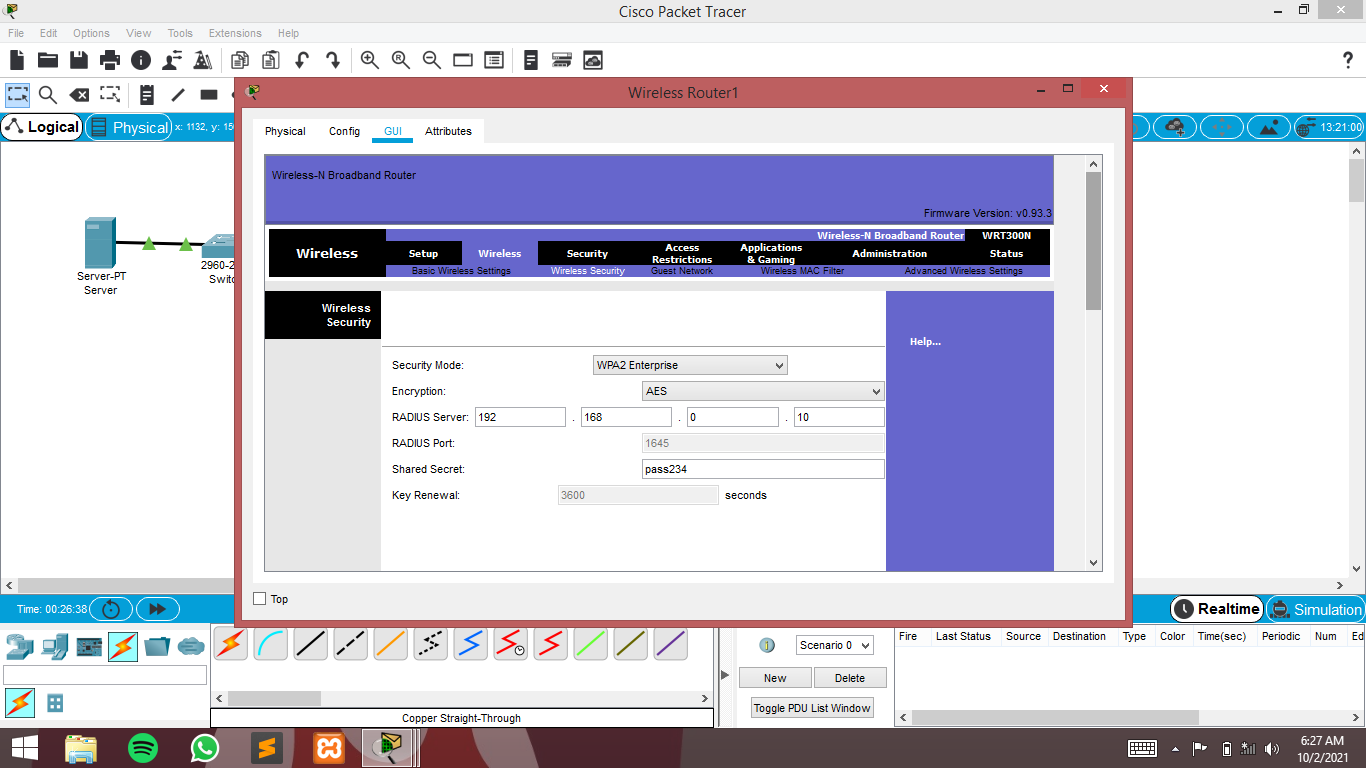 Cisco Packet Tracer
File Edit Options View Tools Extensions Help
R
?
Wireless Router1
Logical Physical x: 1132, y: 150
13:21:00
Physical Config GUI Attributes
Wireless-N Broadband Router
Firmware Version: v0.93.3
Wireless-N Broadband Router WRT300N
Wireless Setup Wireless Security Access Restrictions Applications & Gaming Administration Status
Basic Wireless Settings Wireless Security Guest Network Wireless MAC Filter Advanced Wireless Settings
Server-PT
Server
2960-2
Switc
Wireless
Security
Help...
Security Mode: WPA2 Enterprise
Encryption: AES
RADIUS Server: 192 . 168 . 0 . 10
RADIUS Port: 1645
Shared Secret: pass234
Key Renewal: 3600 seconds
Top
Time: 00:26:38
Realtime Simulation
Scenario 0
New Delete
Toggle PDU List Window
Fire Last Status Source Destination Type Color Time(sec) Periodic Num Ed
Copper Straight-Through
6:27 AM
10/2/2021